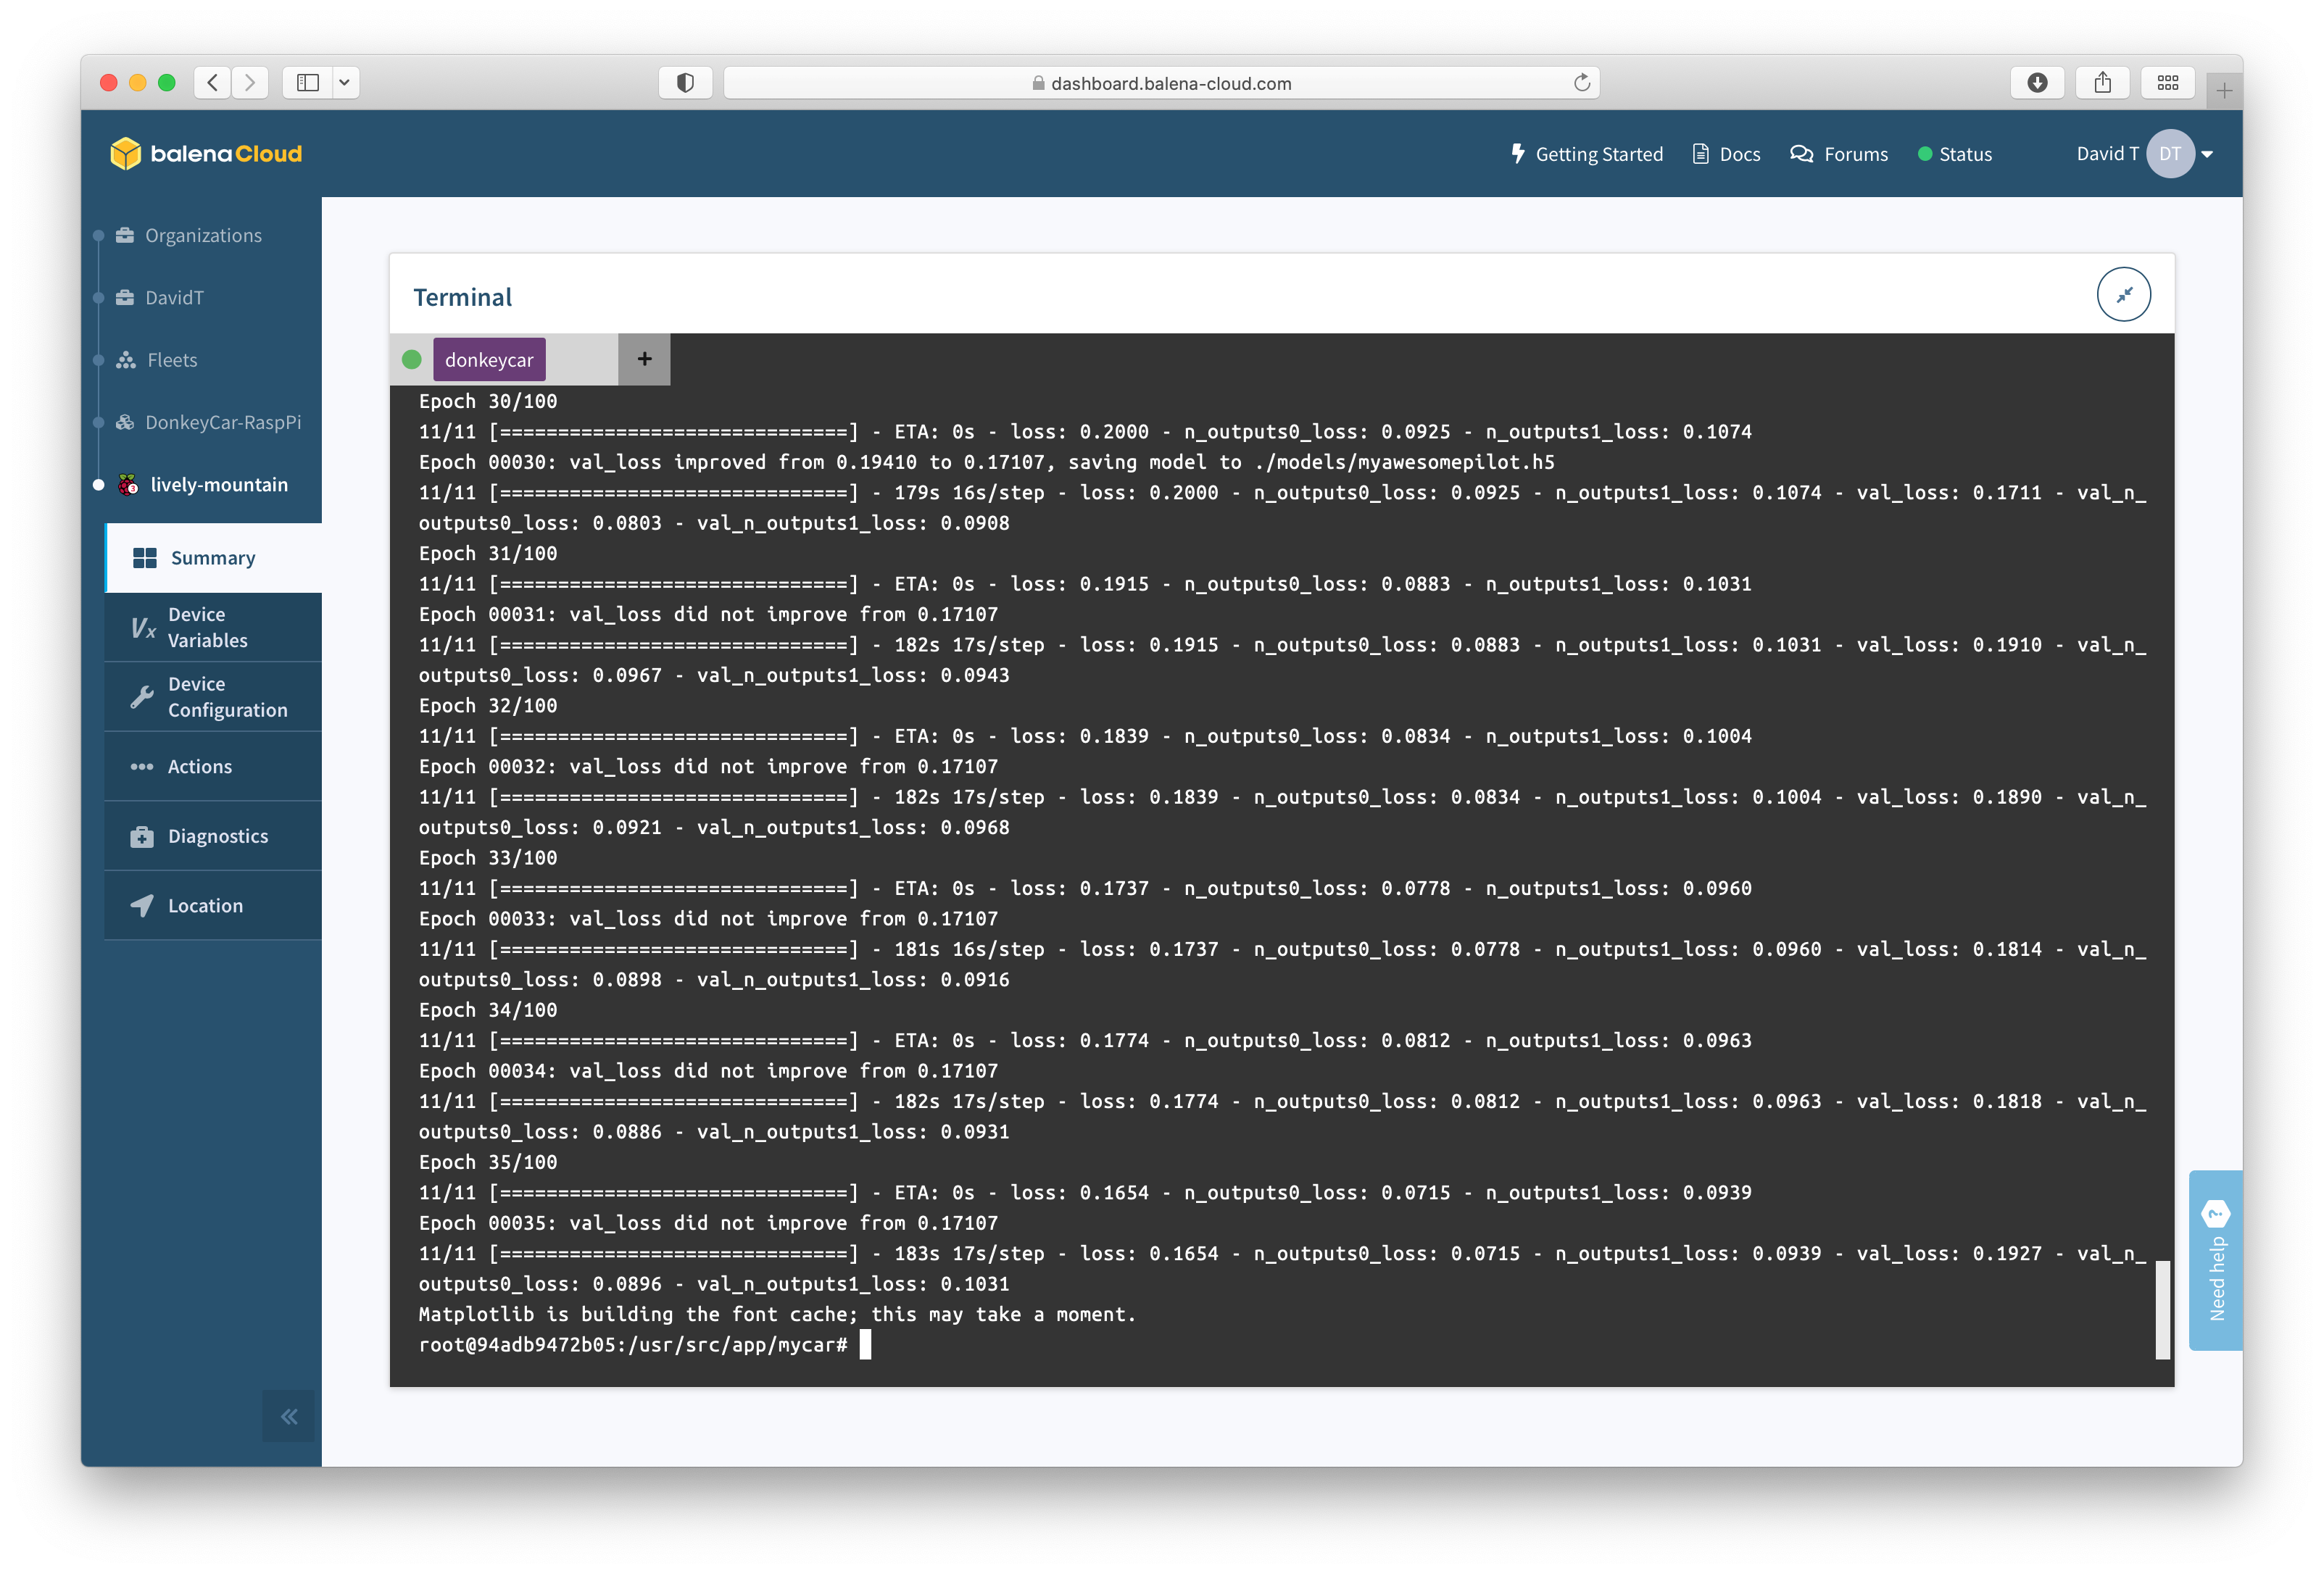 dashboard.balena-cloud.com
balenaCloud
Getting Started
Docs
Forums
Status
David T
DT
Organizations
DavidT
Fleets
DonkeyCar-RaspPi
3
lively-mountain
Summary
Vx
Device
Variables
Device
Configuration
Actions
Diagnostics
Location
Terminal
donkeycar
+
Epoch 30/100
11/11 [==============================] - ETA: 0s - loss: 0.2000 - n_outputs0_loss: 0.0925 - n_outputs1_loss: 0.1074
Epoch 00030: val_loss improved from 0.19410 to 0.17107, saving model to ./models/myawesomepilot.h5
11/11 [==============================] - 179s 16s/step - loss: 0.2000 - n_outputs0_loss: 0.0925 - n_outputs1_loss: 0.1074 - val_loss: 0.1711 - val_n_
outputs0_loss: 0.0803 - val_n_outputs1_loss: 0.0908
Epoch 31/100
11/11 [==============================] - ETA: 0s - loss: 0.1915 - n_outputs0_loss: 0.0883 - n_outputs1_loss: 0.1031
Epoch 00031: val_loss did not improve from 0.17107
11/11 [==============================] - 182s 17s/step - loss: 0.1915 - n_outputs0_loss: 0.0883 - n_outputs1_loss: 0.1031 - val_loss: 0.1910 - val_n_
outputs0_loss: 0.0967 - val_n_outputs1_loss: 0.0943
Epoch 32/100
11/11 [==============================] - ETA: 0s - loss: 0.1839 - n_outputs0_loss: 0.0834 - n_outputs1_loss: 0.1004
Epoch 00032: val_loss did not improve from 0.17107
11/11 [==============================] - 182s 17s/step - loss: 0.1839 - n_outputs0_loss: 0.0834 - n_outputs1_loss: 0.1004 - val_loss: 0.1890 - val_n_
outputs0_loss: 0.0921 - val_n_outputs1_loss: 0.0968
Epoch 33/100
11/11 [==============================] - ETA: 0s - loss: 0.1737 - n_outputs0_loss: 0.0778 - n_outputs1_loss: 0.0960
Epoch 00033: val_loss did not improve from 0.17107
11/11 [==============================] - 181s 16s/step - loss: 0.1737 - n_outputs0_loss: 0.0778 - n_outputs1_loss: 0.0960 - val_loss: 0.1814 - val_n_
outputs0_loss: 0.0898 - val_n_outputs1_loss: 0.0916
Epoch 34/100
11/11 [==============================] - ETA: 0s - loss: 0.1774 - n_outputs0_loss: 0.0812 - n_outputs1_loss: 0.0963
Epoch 00034: val_loss did not improve from 0.17107
11/11 [==============================] - 182s 17s/step - loss: 0.1774 - n_outputs0_loss: 0.0812 - n_outputs1_loss: 0.0963 - val_loss: 0.1818 - val_n_
outputs0_loss: 0.0886 - val_n_outputs1_loss: 0.0931
Epoch 35/100
11/11 [==============================] - ETA: 0s - loss: 0.1654 - n_outputs0_loss: 0.0715 - n_outputs1_loss: 0.0939
Epoch 00035: val_loss did not improve from 0.17107
11/11 [==============================] - 183s 17s/step - loss: 0.1654 - n_outputs0_loss: 0.0715 - n_outputs1_loss: 0.0939 - val_loss: 0.1927 - val_n_
outputs0_loss: 0.0896 - val_n_outputs1_loss: 0.1031
Matplotlib is building the font cache; this may take a moment.
root@94adb9472b05:/usr/src/app/mycar#
Need help
?